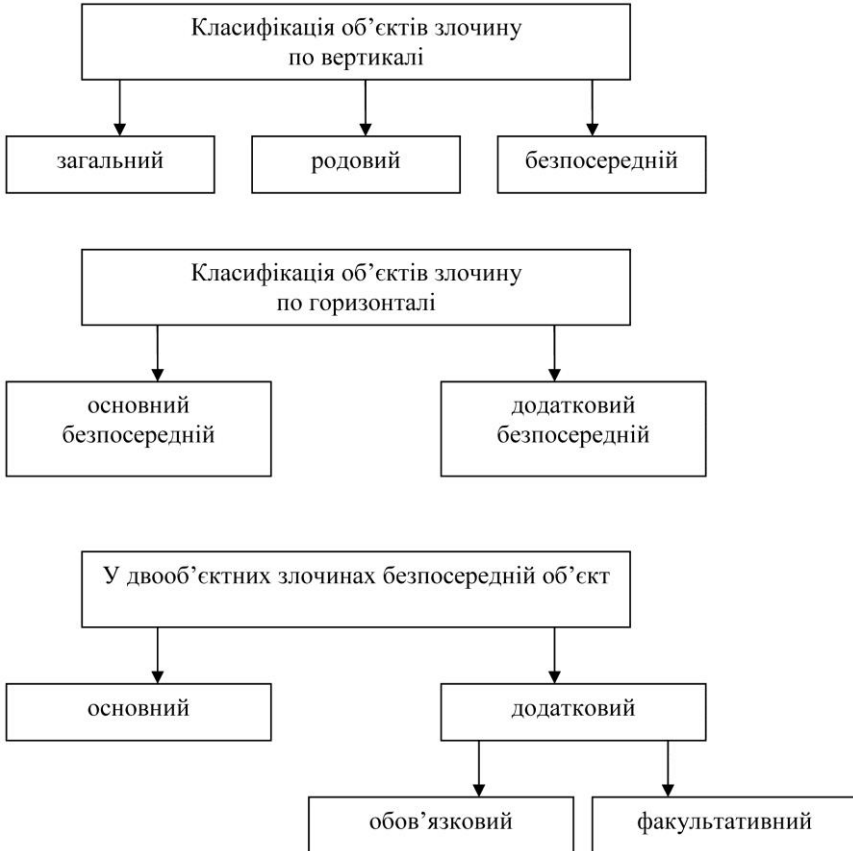 Класифікація об’єктів злочину
по вертикалі
загальний
родовий
безпосередній
Класифікація об’єктів злочину
по горизонталі
основний
безпосередній
додатковий
безпосередній
У двооб’єктних злочинах безпосередній об’єкт
основний
додатковий
обов’язковий
факультативний